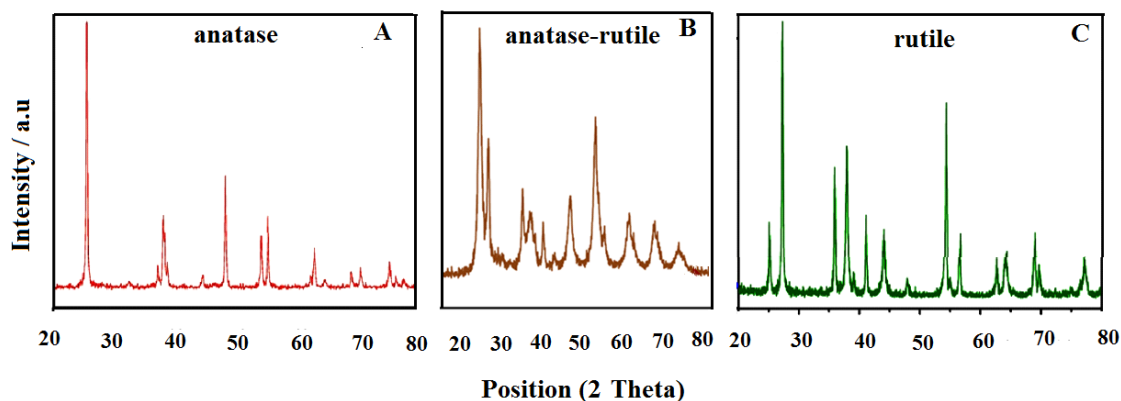 anatase
A
anatase-rutile
B
rutile
C
Intensity / a.u
20 30 40 50 60 70 80
20 30 40 50 60 70 80
20 30 40 50 60 70 80
Position (2 Theta)